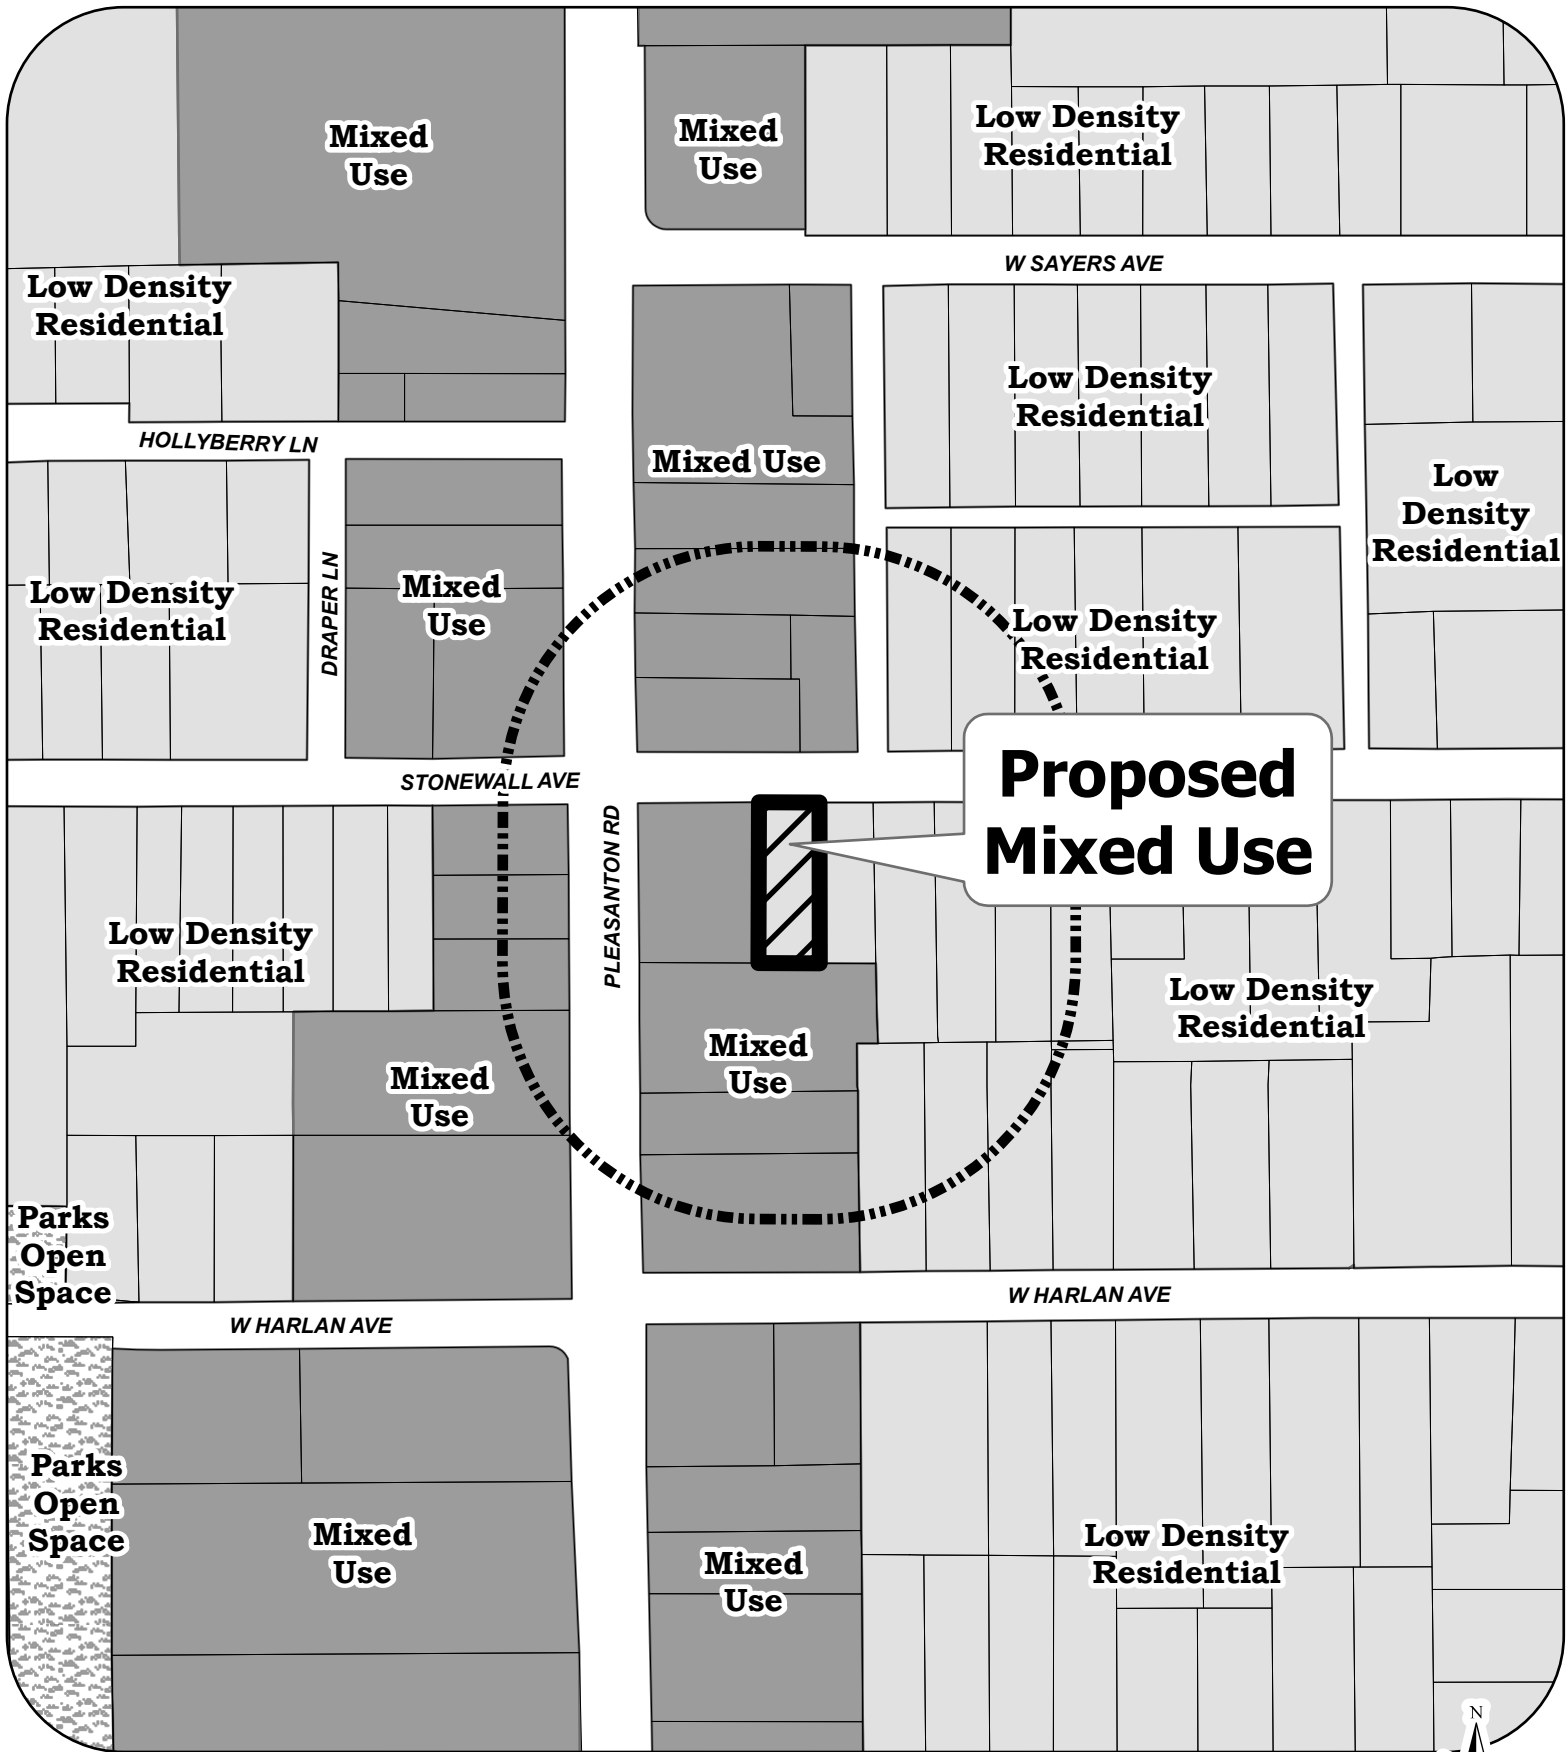 Mixed
Use
Mixed
Use
Low Density
Residential
W SAYERS AVE
Low Density
Residential
Low Density
Residential
HOLLYBERRY LN
Mixed Use
Low
Density
Residential
DRAPER LN
Mixed
Use
Low Density
Residential
Low Density
Residential
STONEWALL AVE
Proposed
Mixed Use
PLEASANTON RD
Low Density
Residential
Low Density
Residential
Mixed
Use
Mixed
Use
Parks
Open
Space
W HARLAN AVE
W HARLAN AVE
Parks
Open
Space
Mixed
Use
Mixed
Use
Low Density
Residential
N